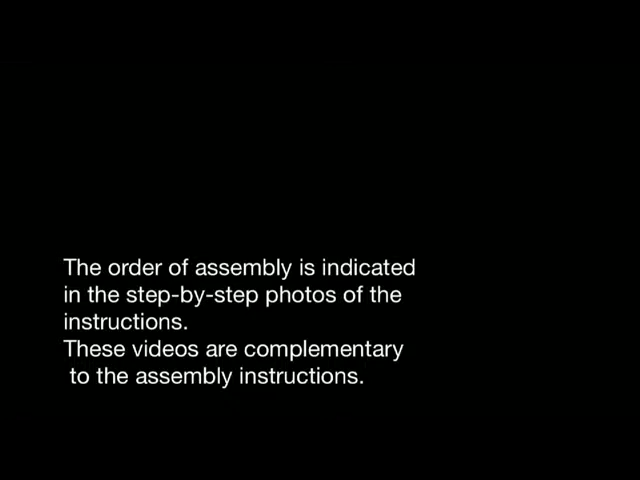 The order of assembly is indicated
in the step-by-step photos of the
instructions.
These videos are complementary
to the assembly instructions.